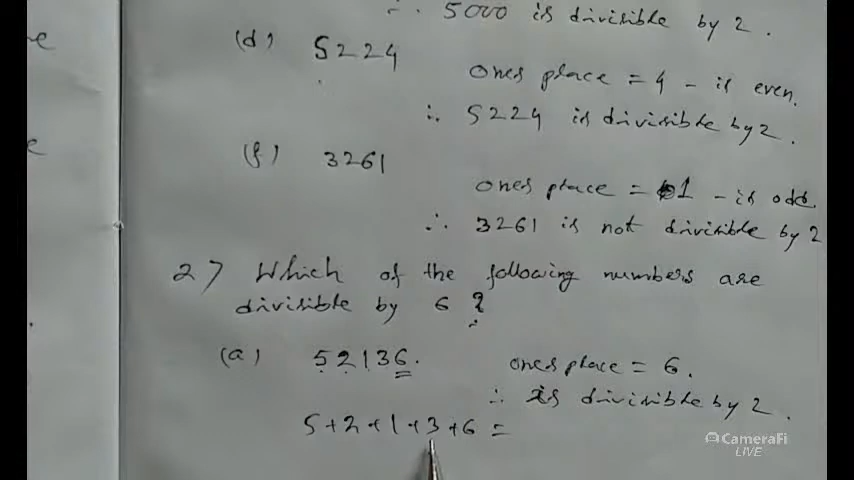 ∴ 5000 is divisible by 2.
(d) 5224
ones place = 4 - is even.
∴ 5224 is divisible by 2.
(f) 3261
ones place = 1 - is odd.
∴ 3261 is not divisible by 2
2) Which of the following numbers are
divisible by 6 ?
(a) 52136. ones place = 6.
∴ is divisible by 2.
5+2+1+3+6 =
CameraFi
LIVE